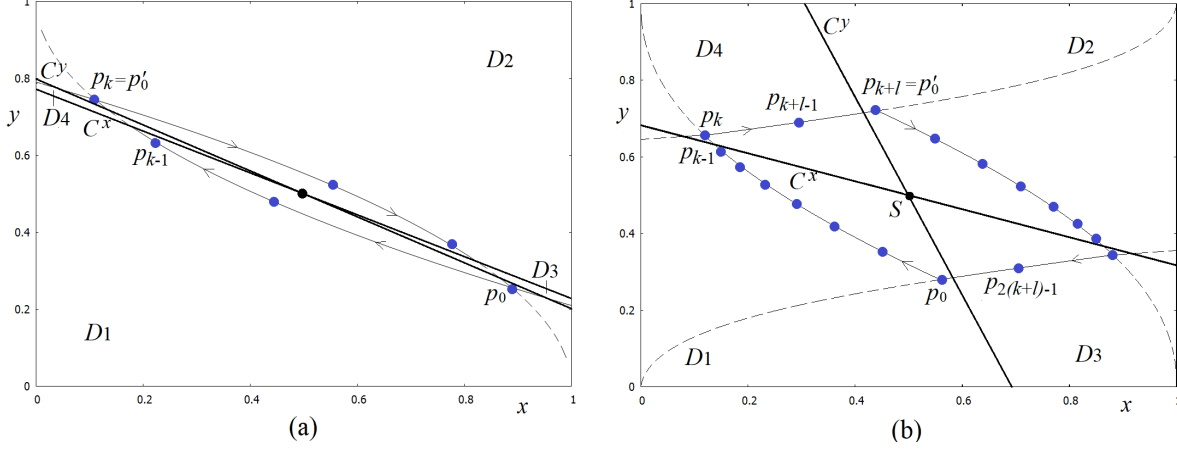 1
0.8
0.6
0.4
0.2
0
y
0
0.2
0.4
0.6
0.8
1
x
C^y
p_k=p'_0
D4
C^x
p_{k-1}
D2
D3
p_0
D1
(a)
1
0.8
0.6
0.4
0.2
0
y
0
0.2
0.4
0.6
0.8
1
x
C^y
D4
D2
p_{k+l-1}
p_{k+l}=p'_0
p_k
p_{k-1}
C^x
S
p_0
p_{2(k+l)-1}
D1
D3
(b)